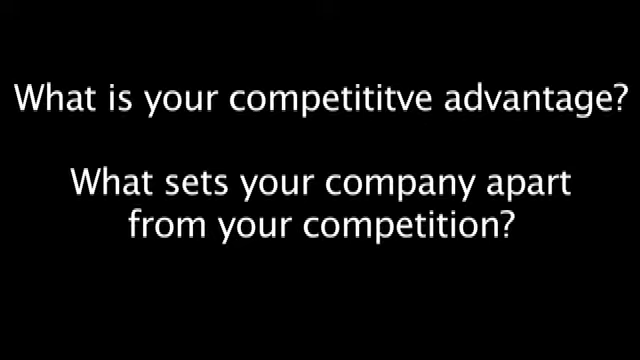 What is your competititve advantage?
What sets your company apart
from your competition?